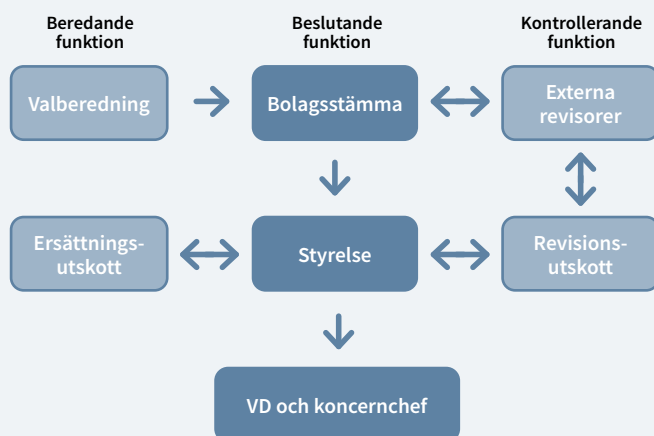 Beredande
funktion
Beslutande
funktion
Kontrollerande
funktion
Valberedning
Bolagsstämma
Externa
revisorer
Ersättnings-
utskott
Styrelse
Revisions-
utskott
VD och koncernchef